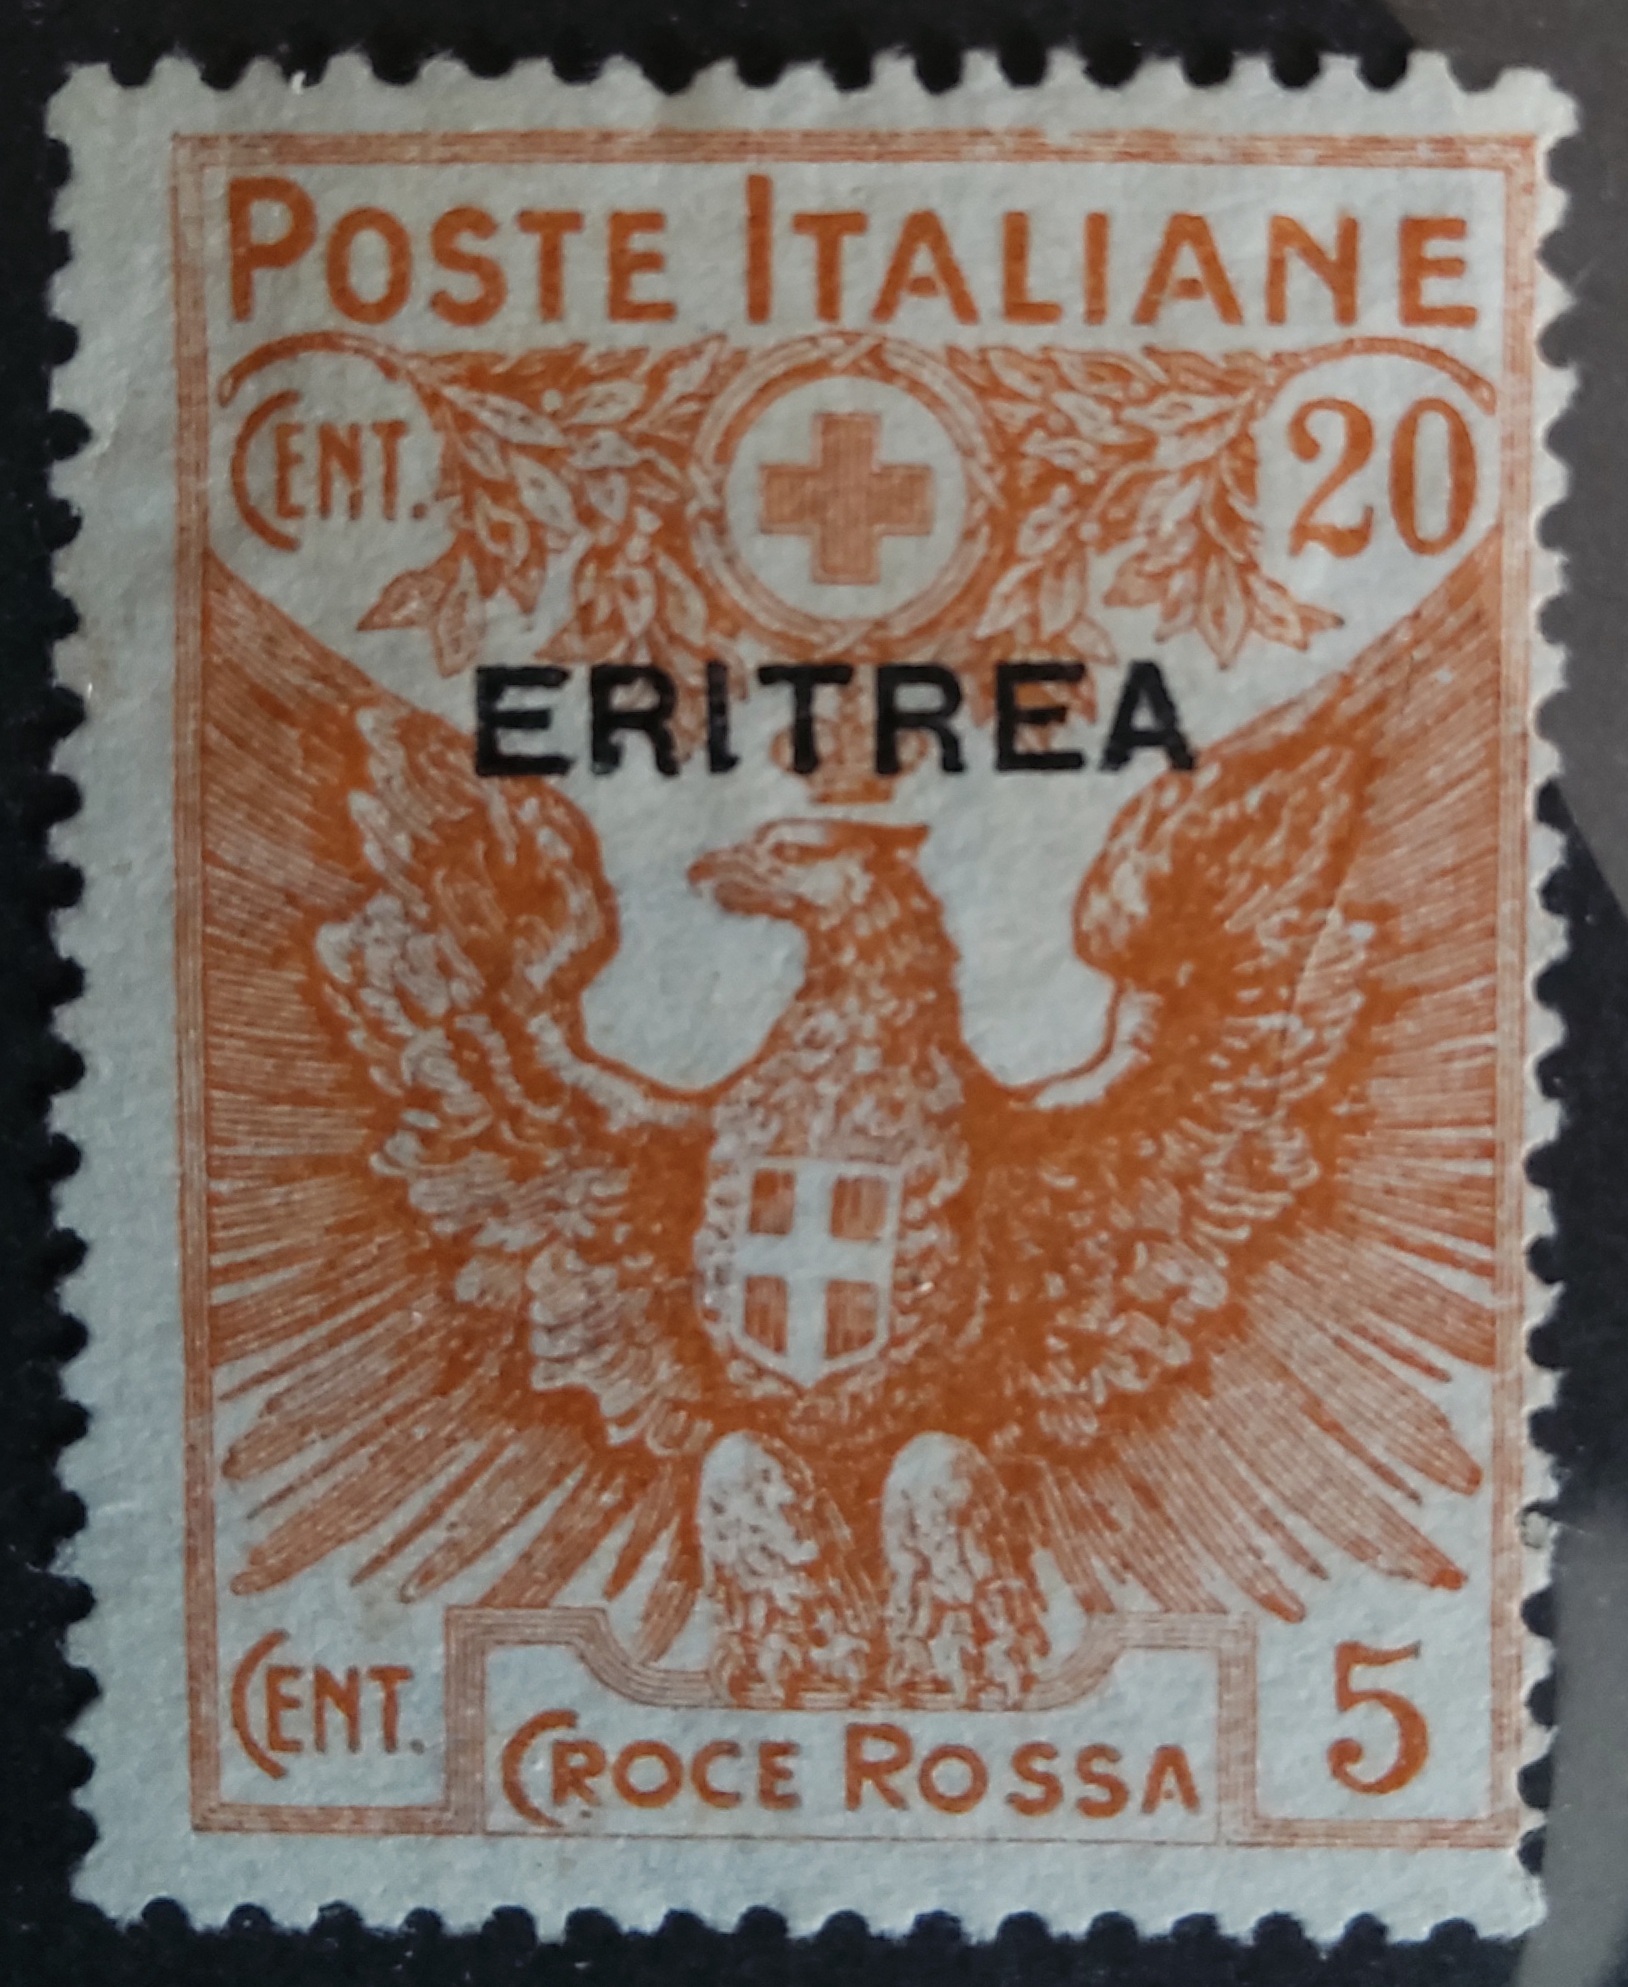 POSTE ITALIANE
CENT. 20
ERITREA
CENT. 5
CROCE ROSSA